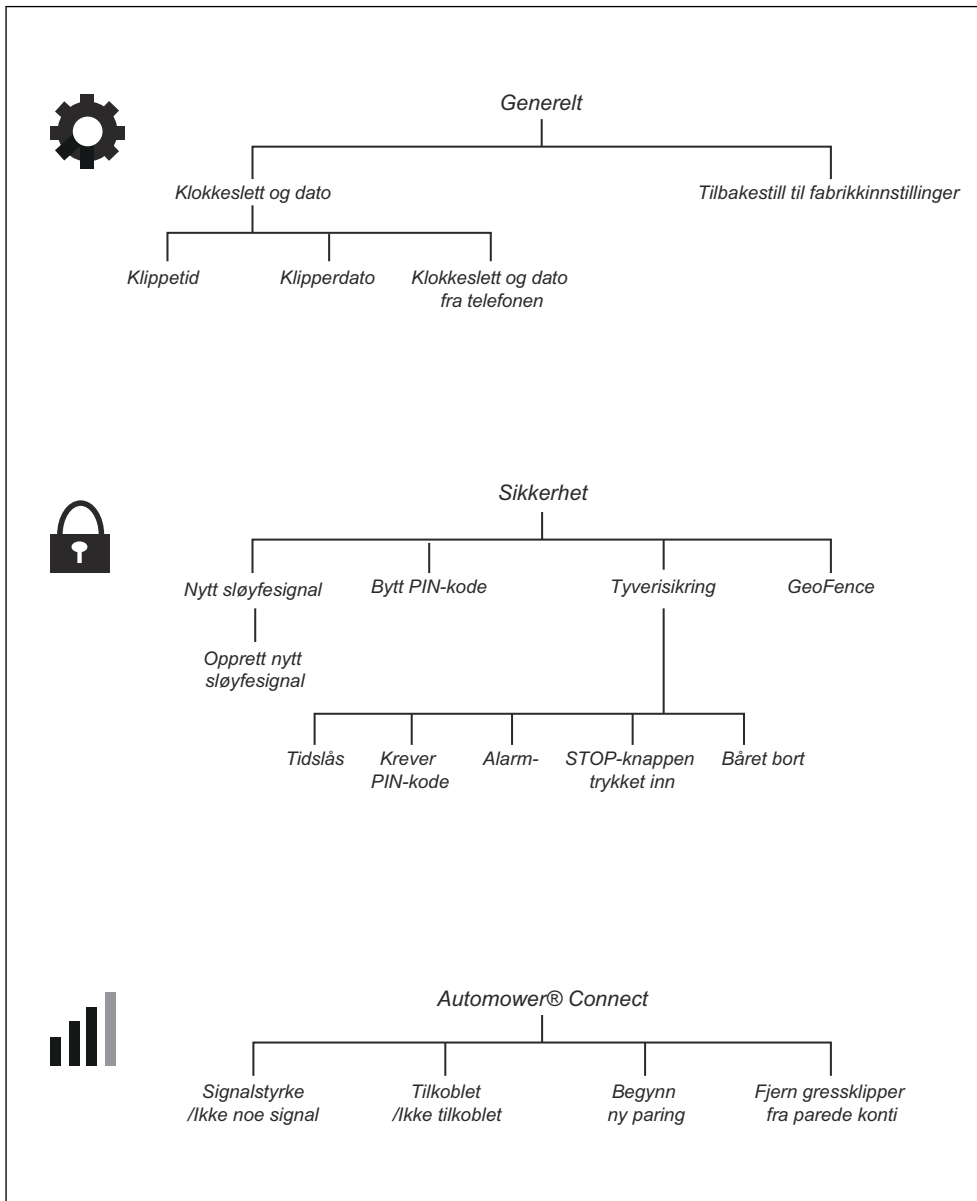 Generelt
Klokkeslett og dato
Tilbakestill til fabrikkinnstillinger
Klippetid
Klipperdato
Klokkeslett og dato
fra telefonen
Sikkerhet
Nytt sløyfesignal
Bytt PIN-kode
Tyverisikring
GeoFence
Opprett nytt
sløyfesignal
Tidslås
Krever
PIN-kode
Alarm-
STOP-knappen
trykket inn
Båret bort
Automower® Connect
Signalstyrke
/Ikke noe signal
Tilkoblet
/Ikke tilkoblet
Begynn
ny paring
Fjern gressklipper
fra parede konti